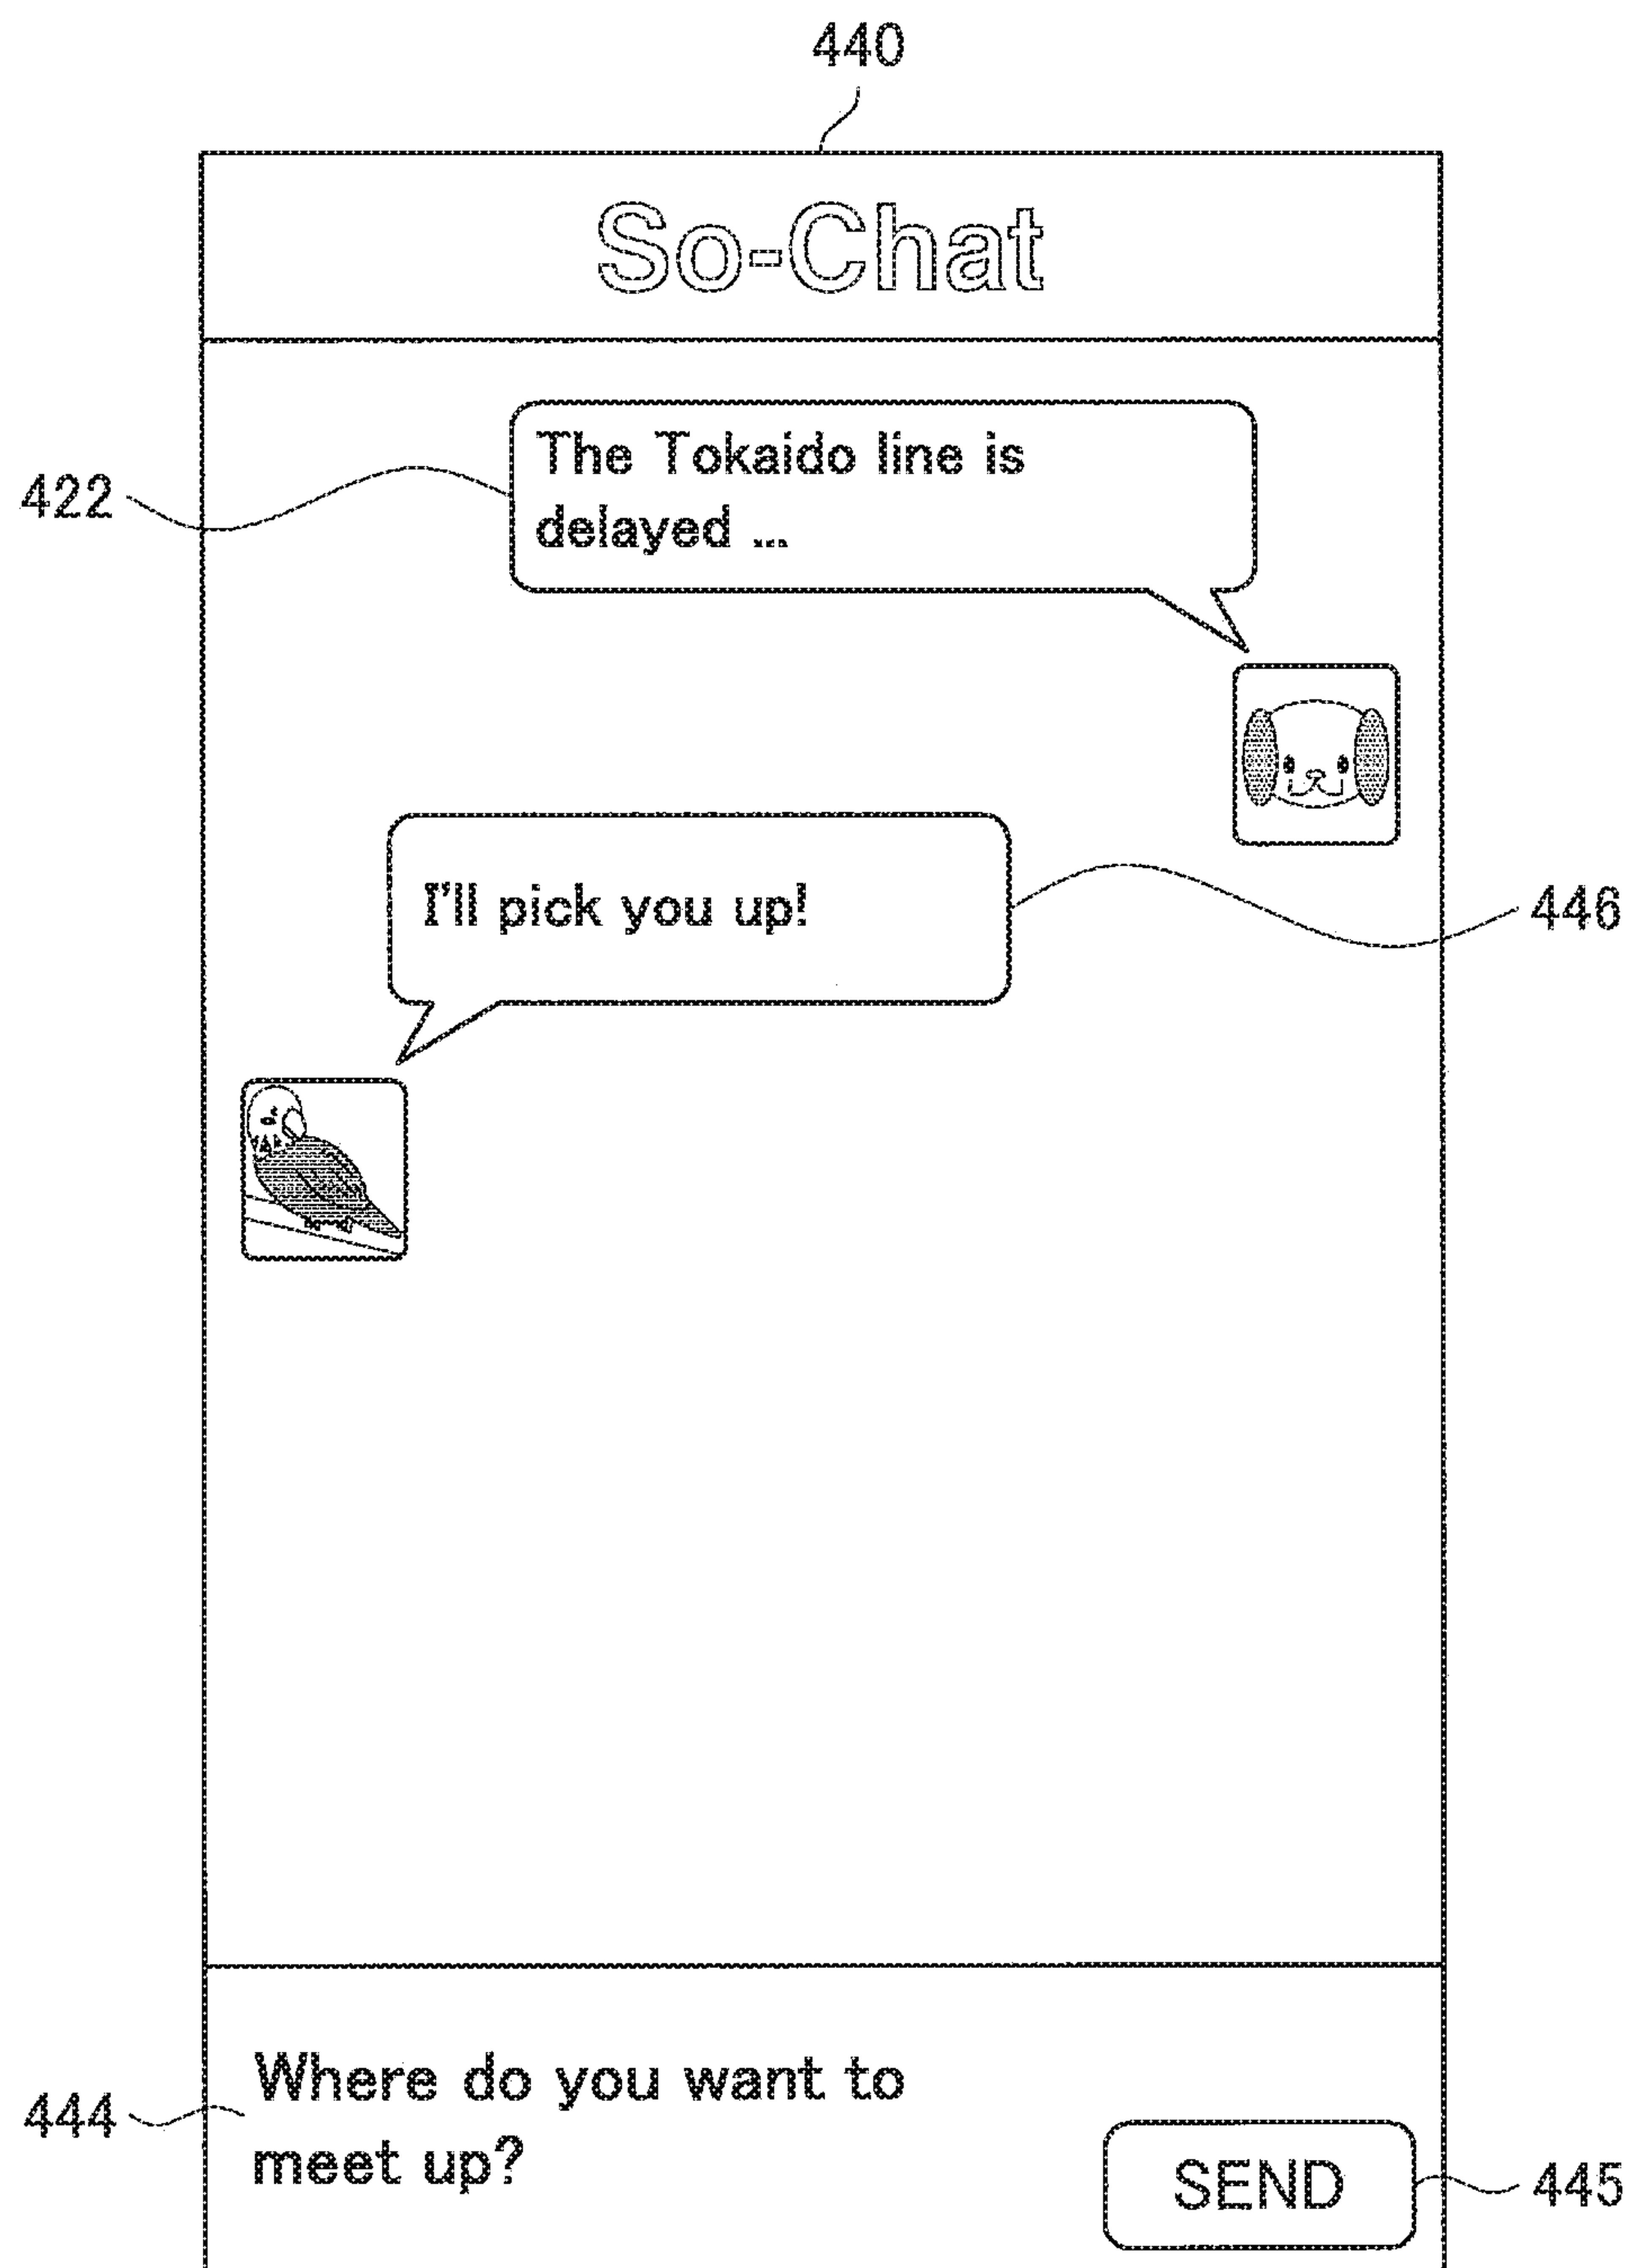 440
So-Chat
The Tokaido line is
delayed ...
422
I'll pick you up!
446
Where do you want to
meet up?
444
SEND
445